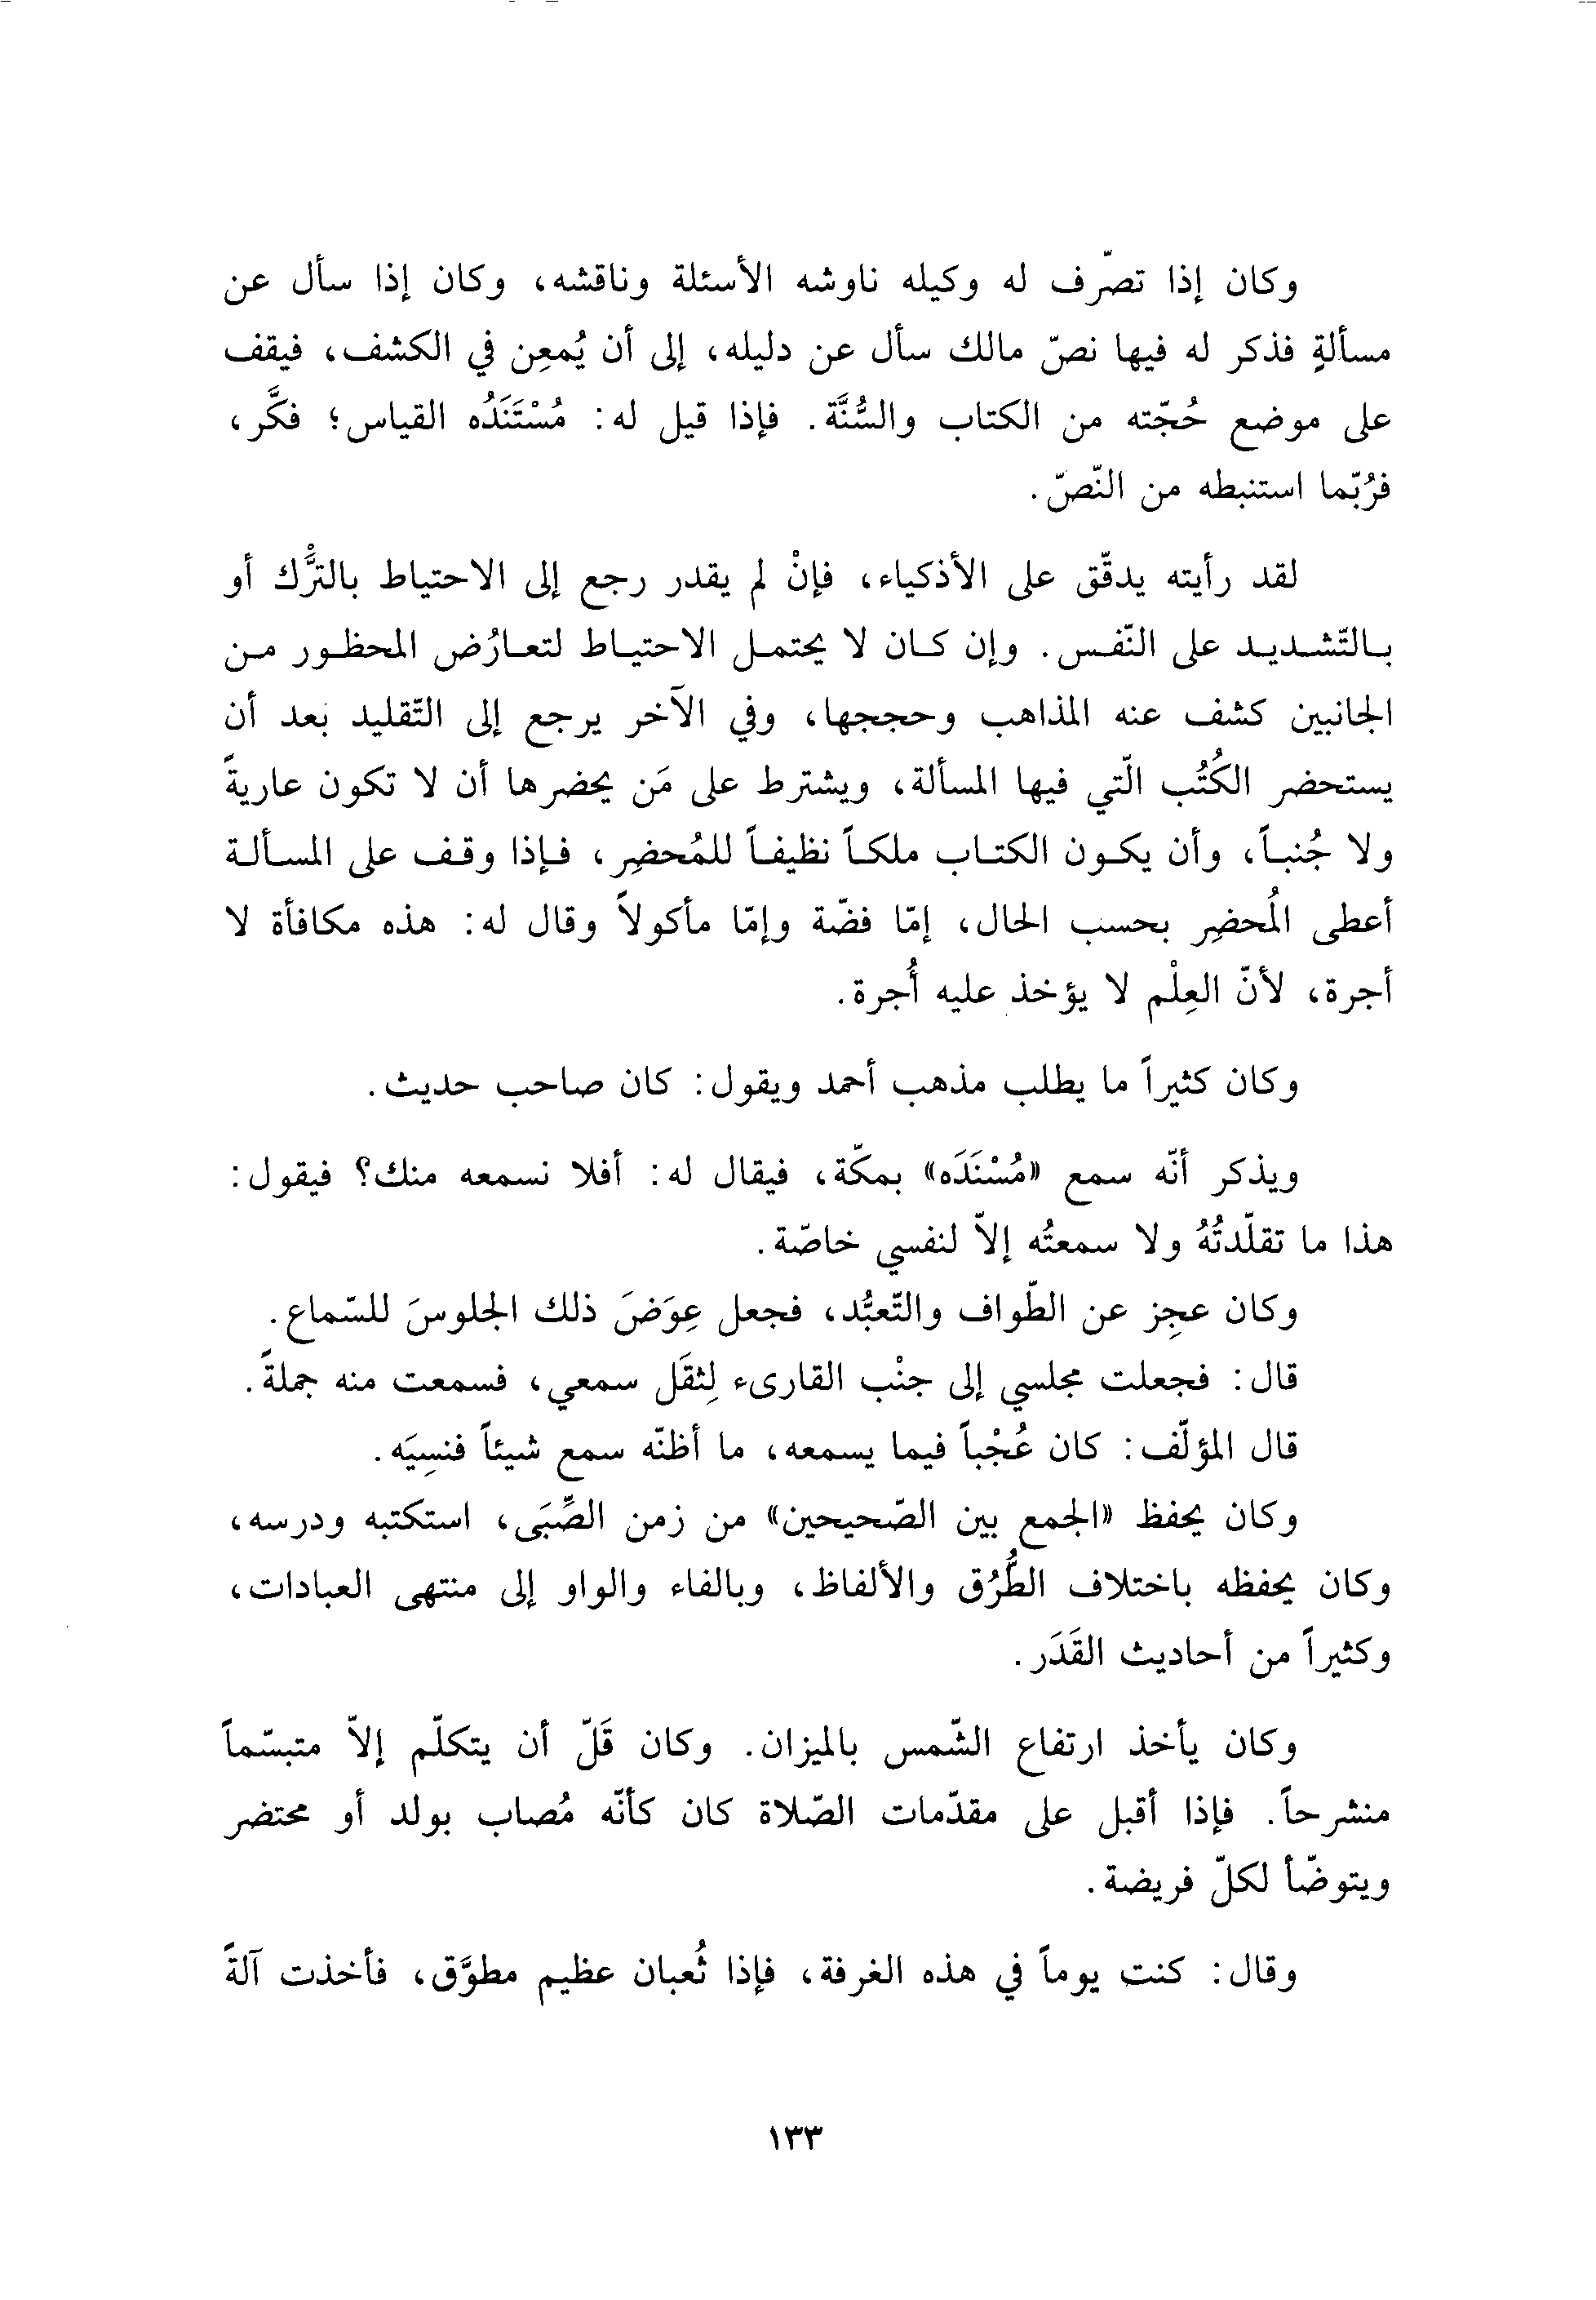 وكان إذا تصرّف له وكيله ناوشه الأسئلة وناقشه، وكان إذا سأل عن
مسألةٍ فذكر له فيها نصّ مالك سأل عن دليله، إلى أن يُمعِن في الكشف، فيقف
على موضع حُجّته من الكتاب والسُّنَّة. فإذا قيل له: مُسْتَنَدُه القياس؛ فكَّر،
فرُبّما استنبطه من النّصّ.
لقد رأيته يدقّق على الأذكياء، فإنْ لم يقدر رجع إلى الاحتياط بالتَّرْك أو
بالتّشديد على النّفس. وإن كان لا يحتمل الاحتياط لتعارُض المحظور من
الجانبين كشف عنه المذاهب وحججها، وفي الآخر يرجع إلى التّقليد بَعد أن
يستحضر الكُتُب الّتي فيها المسألة، ويشترط على مَن يحضرها أن لا تكون عاريةً
ولا جُنباً، وأن يكون الكتاب ملكاً نظيفاً للمُحضِر، فإذا وقف على المسألة
أعطى المُحضِر بحسب الحال، إمّا فضّة وإمّا مأكولاً وقال له: هذه مكافأة لا
أجرة، لأنّ العِلْم لا يؤخذ عليه أُجرة.
وكان كثيراً ما يطلب مذهب أحمد ويقول: كان صاحب حديث.
ويذكر أنّه سمع «مُسْنَدَه» بمكّة، فيقال له: أفلا نسمعه منك؟ فيقول:
هذا ما تقلّدتُهُ ولا سمعتُه إلاّ لنفسي خاصّة.
وكان عجِز عن الطّواف والتّعبُّد، فجعل عِوَضَ ذلك الجلوسَ للسّماع.
قال: فجعلت مجلسي إلى جنْب القارىء لِثقَل سمعي، فسمعت منه جملةً.
قال المؤلّف: كان عُجْباً فيما يسمعه، ما أظنّه سمع شيئاً فنسِيَه.
وكان يحفظ «الجمع بين الصّحيحين» من زمن الصِّبَى، استكتبه ودرسه،
وكان يحفظه باختلاف الطُّرُق والألفاظ، وبالفاء والواو إلى منتهى العبادات،
وكثيراً من أحاديث القَدَر.
وكان يأخذ ارتفاع الشّمس بالميزان. وكان قَلّ أن يتكلّم إلاّ متبسّماً
منشرحاً. فإذا أقبل على مقدّمات الصّلاة كان كأنّه مُصاب بولد أو محتضر
ويتوضّأ لكلّ فريضة.
وقال: كنت يوماً في هذه الغرفة، فإذا ثُعبان عظيم مطوَّق، فأخذت آلةً
١٣٣